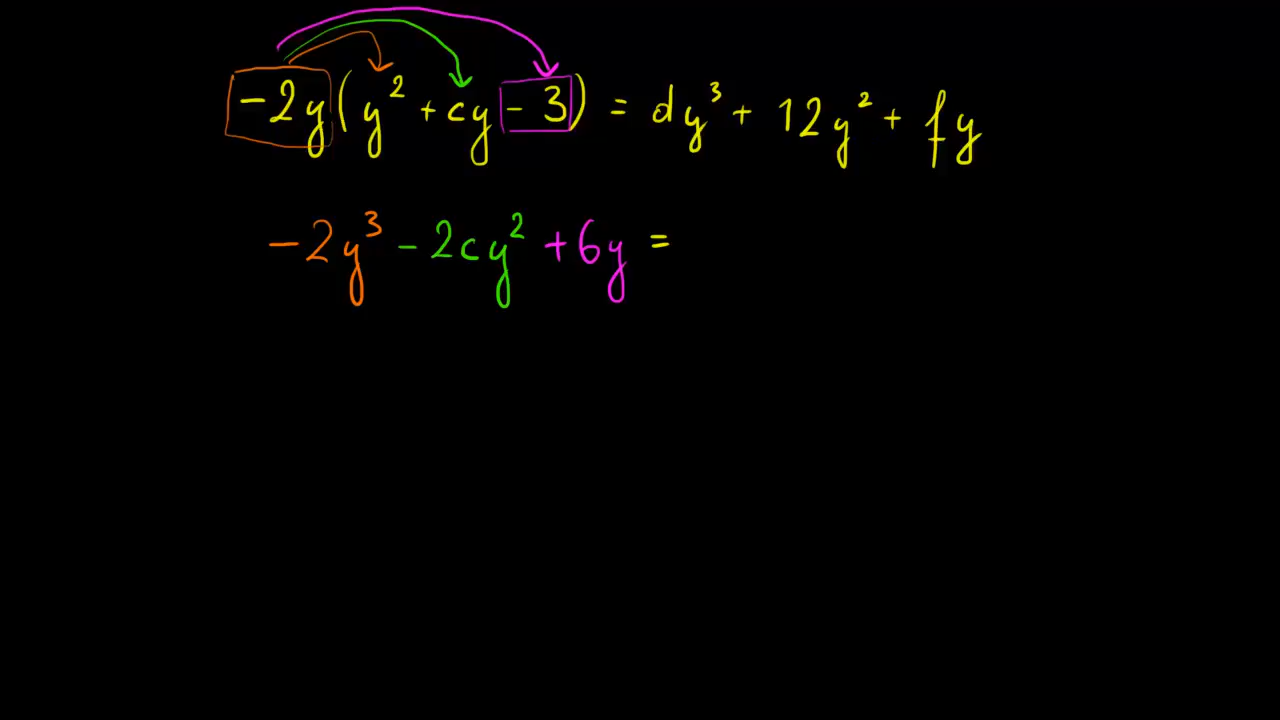 -2y(y² + cy - 3) = dy³ + 12y² + fy
-2y³ - 2cy² + 6y =